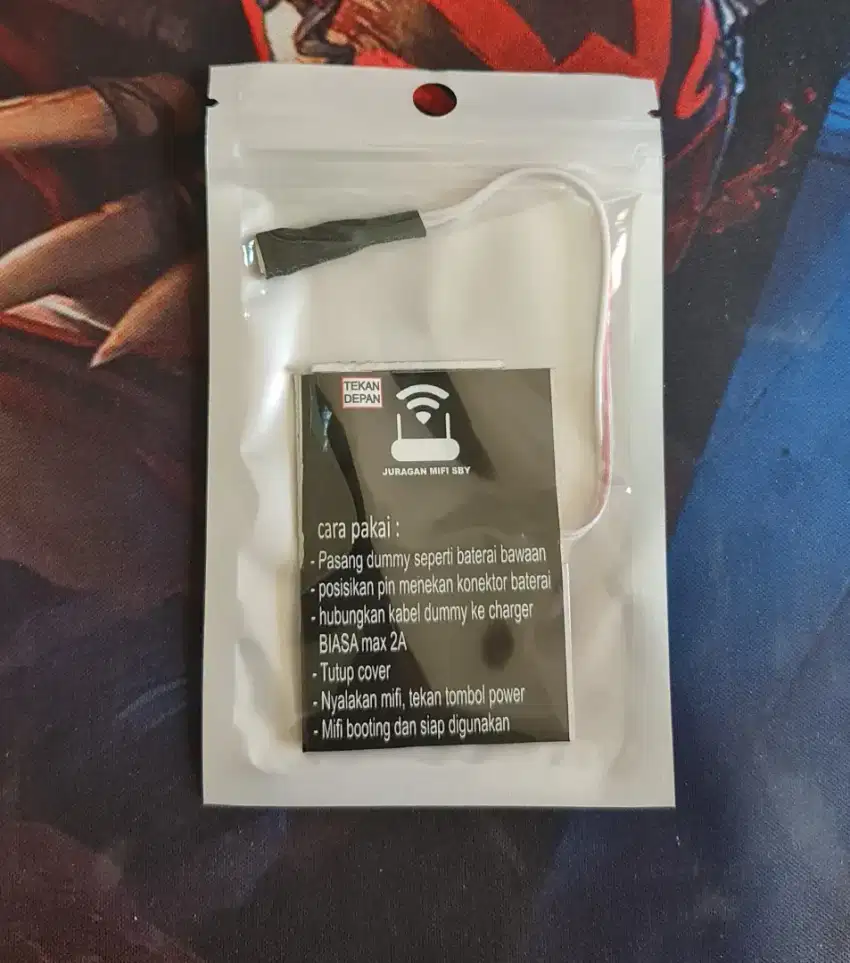 TEKAN
DEPAN
JURAGAN MIFI SBY
cara pakai :
- Pasang dummy seperti baterai bawaan
- posisikan pin menekan konektor baterai
- hubungkan kabel dummy ke charger
BIASA max 2A
- Tutup cover
- Nyalakan mifi, tekan tombol power
- Mifi booting dan siap digunakan